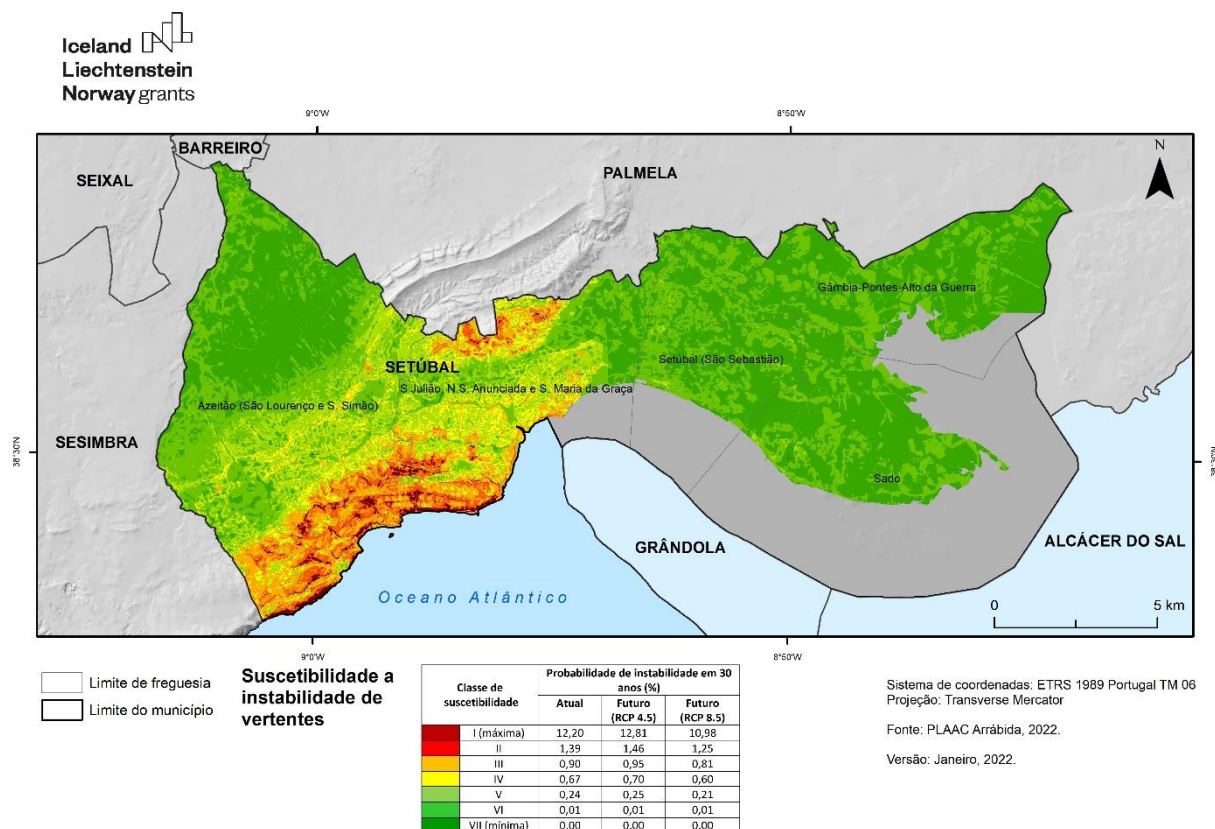 Iceland
Liechtenstein
Norway grants
9°0'W
8°50'W
BARREIRO
SEIXAL
PALMELA
N
Gâmbia-Pontes-Alto da Guerra
SETÚBAL
Setúbal (São Sebastião)
S Julião, N.S. Anunciada e S. Maria da Graça
Azeitão (São Lourenço e S. Simão)
SESIMBRA
38°30'N
Sado
GRÂNDOLA
ALCÁCER DO SAL
Oceano Atlântico
0 5 km
9°0'W
8°50'W
Limite de freguesia
Limite do município
Suscetibilidade a
instabilidade de
vertentes
Classe de suscetibilidade
Probabilidade de instabilidade em 30 anos (%)
Atual Futuro (RCP 4.5) Futuro (RCP 8.5)
I (máxima) 12,20 12,81 10,98
II 1,39 1,46 1,25
III 0,90 0,95 0,81
IV 0,67 0,70 0,60
V 0,24 0,25 0,21
VI 0,01 0,01 0,01
VII (mínima) 0,00 0,00 0,00
Sistema de coordenadas: ETRS 1989 Portugal TM 06
Projeção: Transverse Mercator
Fonte: PLAAC Arrábida, 2022.
Versão: Janeiro, 2022.